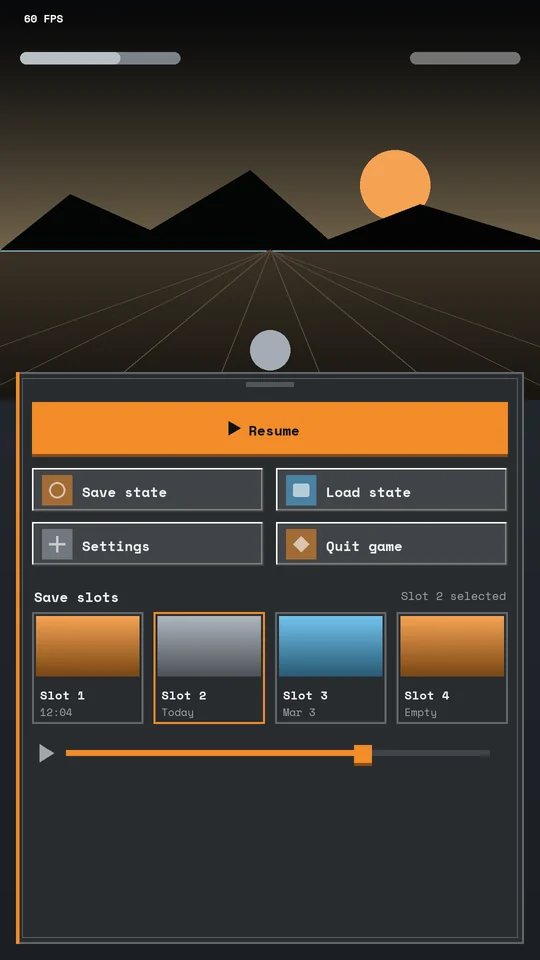 60 FPS
Resume
Save state
Load state
Settings
Quit game
Save slots
Slot 2 selected
Slot 1
12:04
Slot 2
Today
Slot 3
Mar 3
Slot 4
Empty